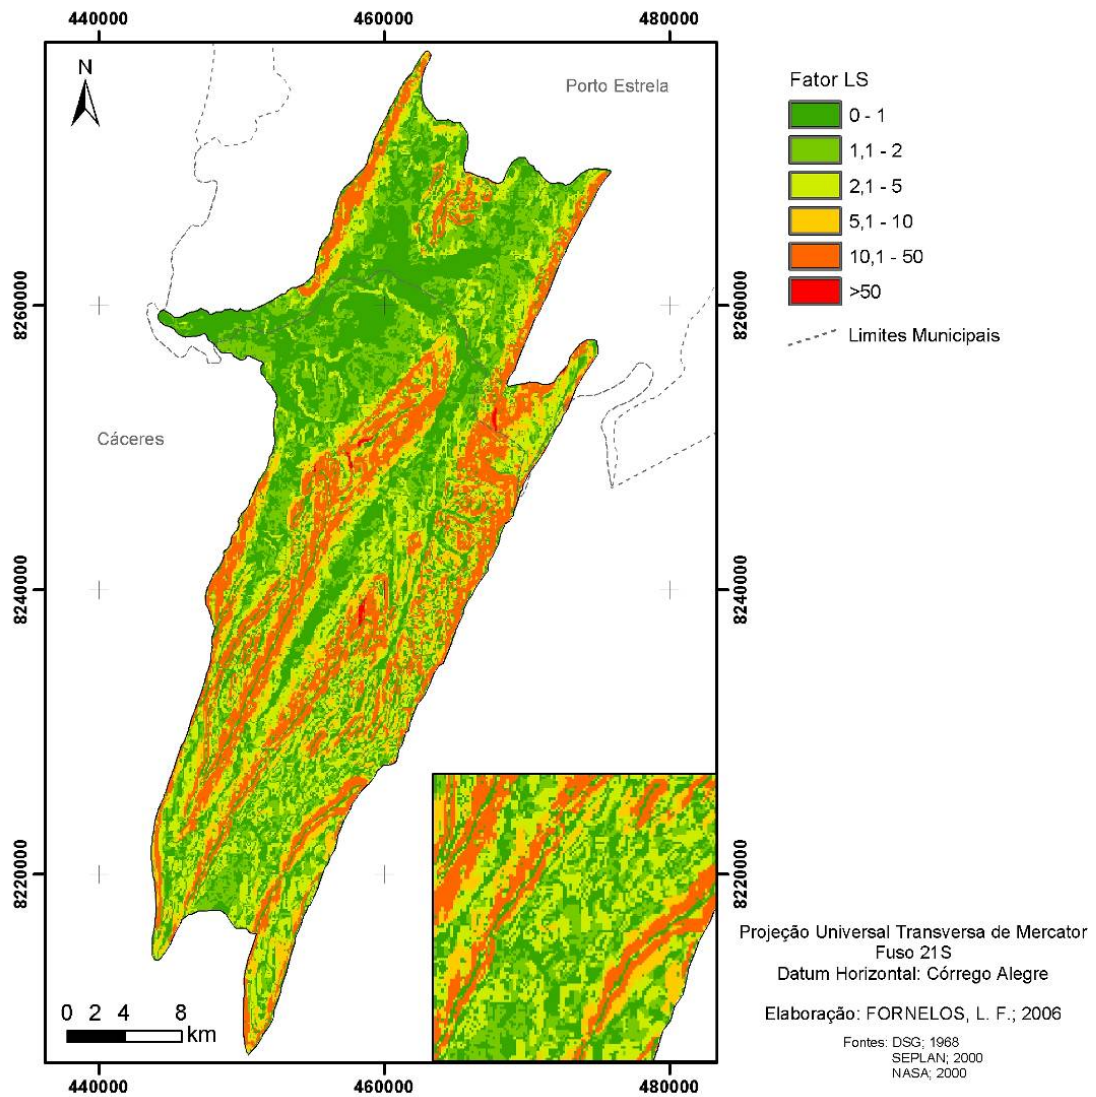 440000
460000
480000
N
Porto Estrela
Fator LS
0 - 1
1,1 - 2
2,1 - 5
5,1 - 10
10,1 - 50
>50
Limites Municipais
8260000
8260000
Cáceres
8240000
8240000
8220000
8220000
Projeção Universal Transversa de Mercator
Fuso 21S
Datum Horizontal: Córrego Alegre
Elaboração: FORNELOS, L. F.; 2006
Fontes: DSG; 1968
SEPLAN; 2000
NASA; 2000
0 2 4 8
km
440000
460000
480000